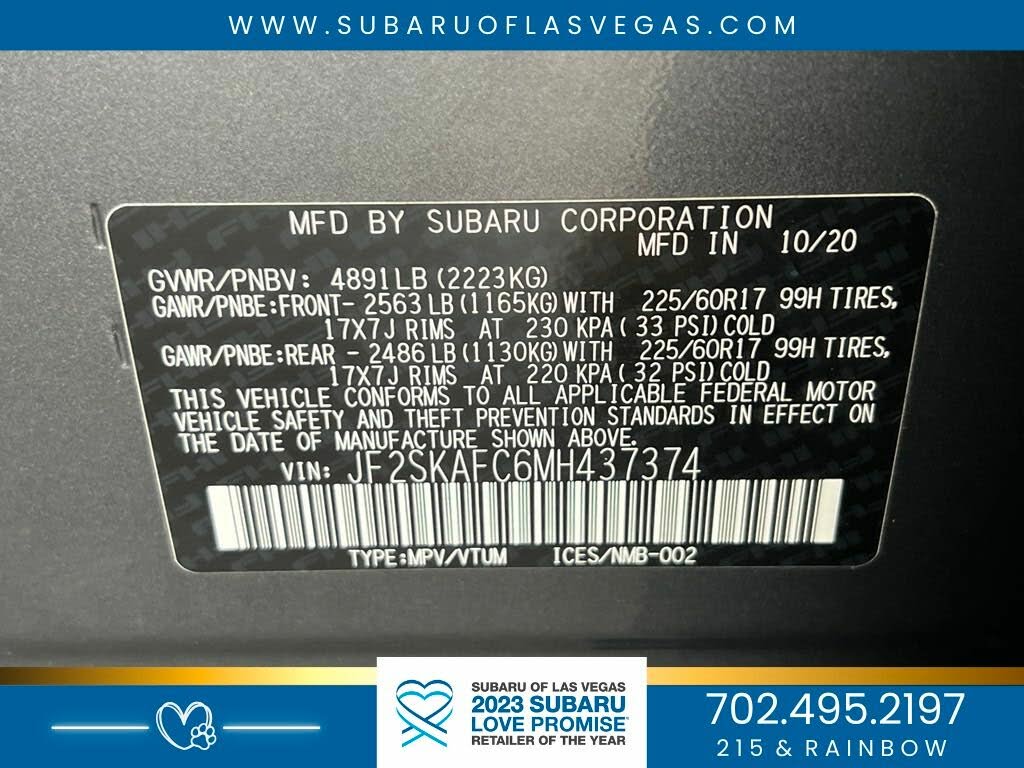 WWW.SUBARUOFLASVEGAS.COM
MFD BY SUBARU CORPORATION
MFD IN 10/20
GVWR/PNBV: 4891LB (2223KG)
GAWR/PNBE:FRONT- 2563 LB (1165KG) WITH 225/60R17 99H TIRES,
17X7J RIMS AT 230 KPA ( 33 PSI) COLD
GAWR/PNBE:REAR - 2486 LB (1130KG) WITH 225/60R17 99H TIRES,
17X7J RIMS AT 220 KPA ( 32 PSI) COLD
THIS VEHICLE CONFORMS TO ALL APPLICABLE FEDERAL MOTOR
VEHICLE SAFETY AND THEFT PREVENTION STANDARDS IN EFFECT ON
THE DATE OF MANUFACTURE SHOWN ABOVE.
VIN: JF2SKAFC6MH437374
TYPE:MPV/VTUM ICES/NMB-002
SUBARU OF LAS VEGAS
2023 SUBARU
LOVE PROMISE
RETAILER OF THE YEAR
702.495.2197
215 & RAINBOW